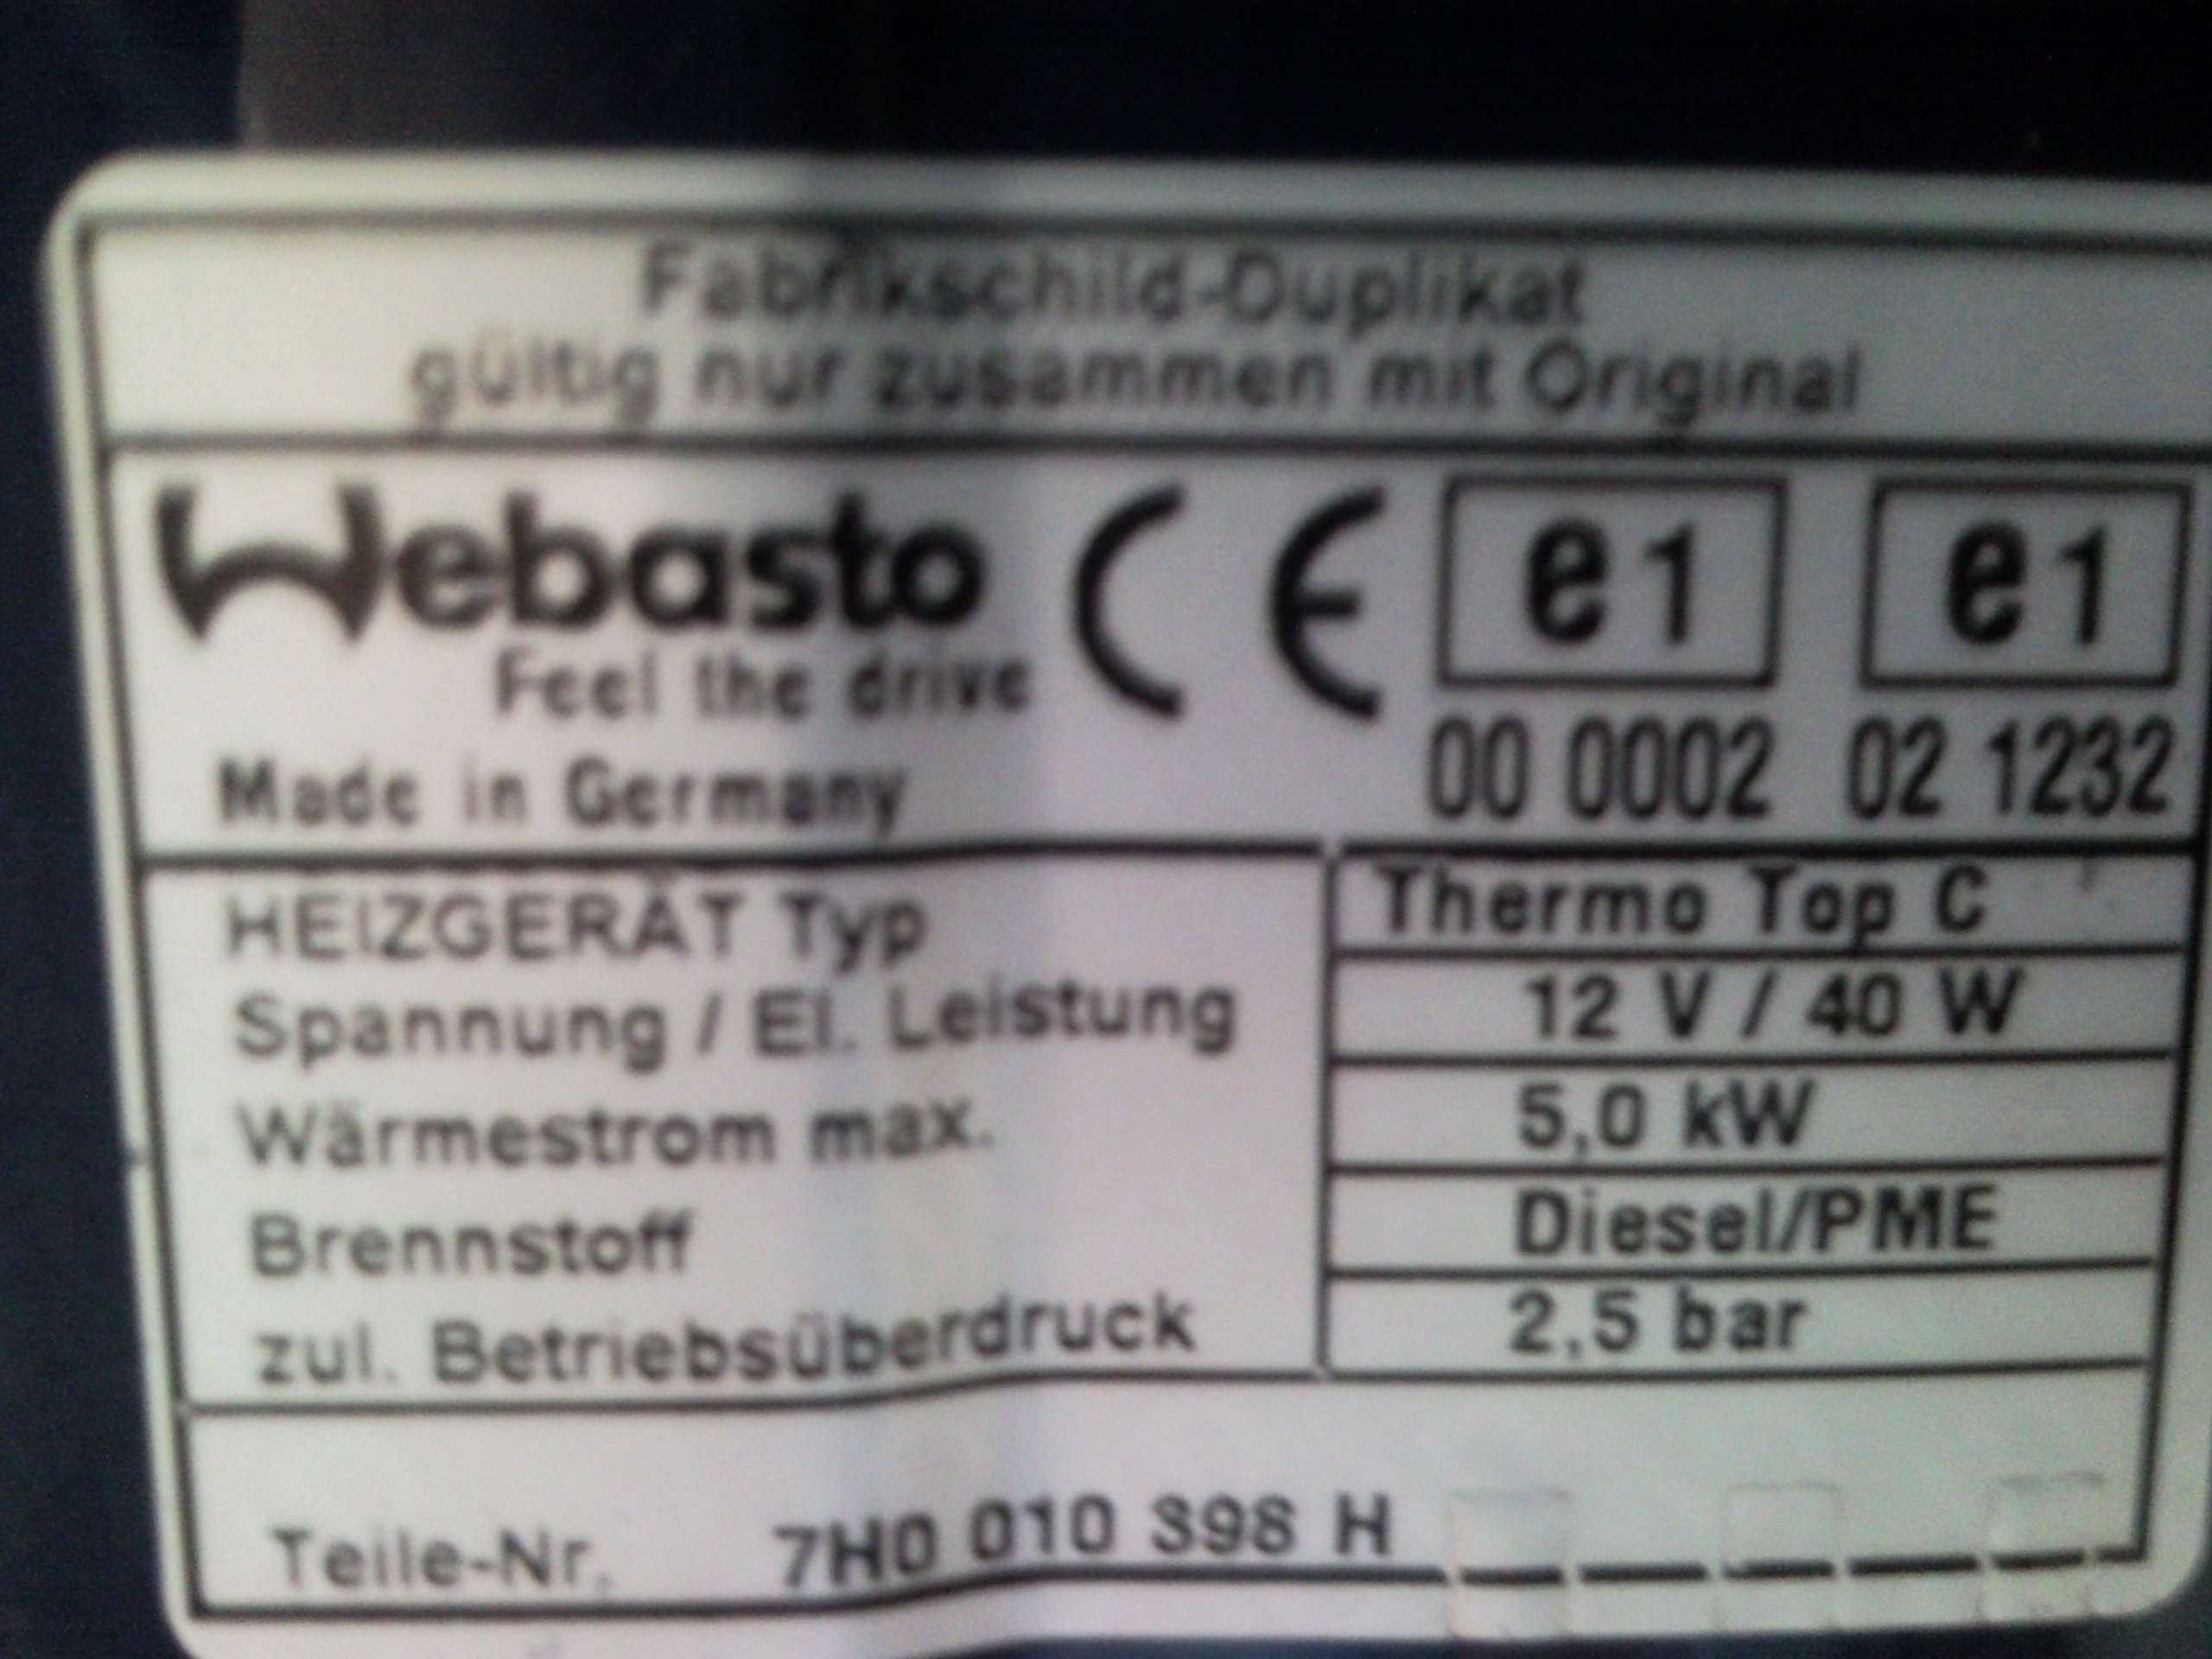 Fabrikschild-Duplikat
gültig nur zusammen mit Original
Webasto
Feel the drive
Made in Germany
CE
e1
00 0002
e1
02 1232
HEIZGERÄT Typ Thermo Top C
Spannung / El. Leistung 12 V / 40 W
Wärmestrom max. 5,0 kW
Brennstoff Diesel/PME
zul. Betriebsüberdruck 2,5 bar
Teile-Nr. 7H0 010 398 H